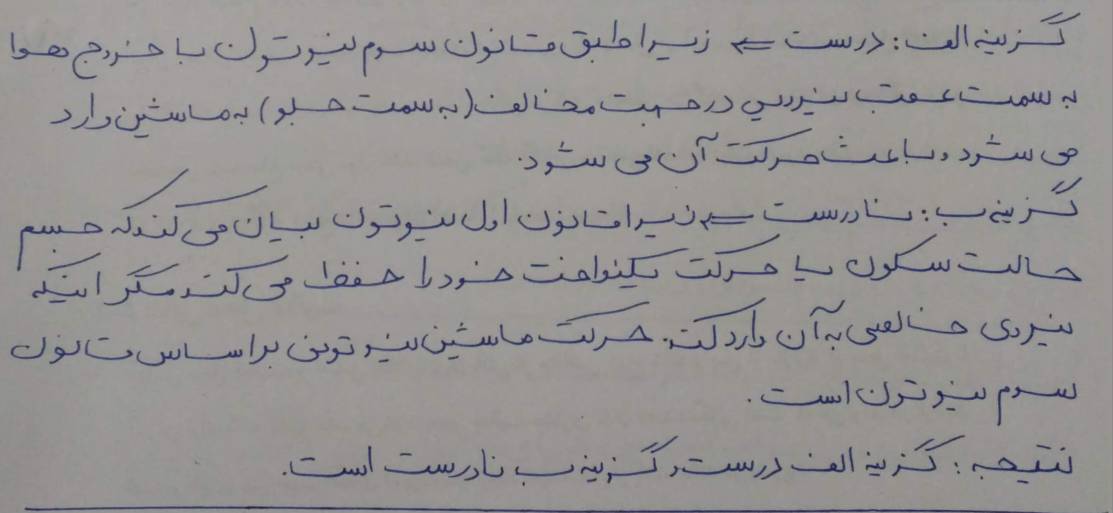 گزینه الف: درست ⇐ زیرا طبق قانون سوم نیوتون با خروج هوا
به سمت عقب نیرویی در جهت مخالف (به سمت جلو) به ماشین وارد
می شود و باعث حرکت آن می شود.
گزینه ب: نادرست ⇐ زیرا قانون اول نیوتون بیان می کند که جسم
حالت سکون یا حرکت یکنواخت خود را حفظ می کند مگر اینکه
نیروی خالصی به آن وارد کند. حرکت ماشین نیوتونی براساس قانون
سوم نیوتون است.
نتیجه: گزینه الف درست و گزینه ب نادرست است.